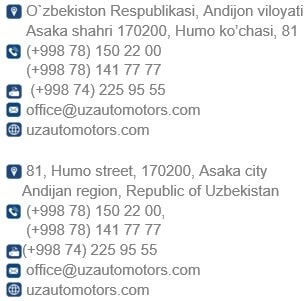 O`zbekiston Respublikasi, Andijon viloyati
Asaka shahri 170200, Humo ko'chasi, 81
(+998 78) 150 22 00
(+998 78) 141 77 77
(+998 74) 225 95 55
office@uzautomotors.com
uzautomotors.com
81, Humo street, 170200, Asaka city
Andijan region, Republic of Uzbekistan
(+998 78) 150 22 00,
(+998 78) 141 77 77
(+998 74) 225 95 55
office@uzautomotors.com
uzautomotors.com